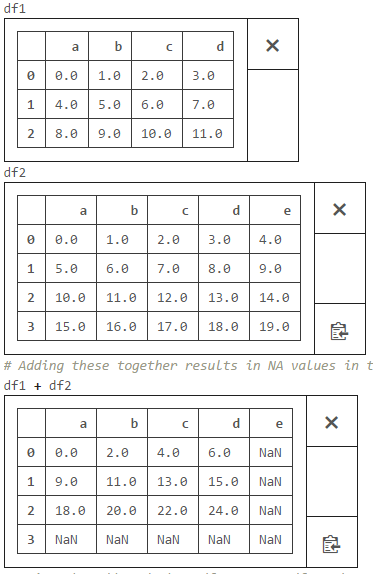 df1
a b c d
0 0.0 1.0 2.0 3.0
1 4.0 5.0 6.0 7.0
2 8.0 9.0 10.0 11.0
df2
a b c d e
0 0.0 1.0 2.0 3.0 4.0
1 5.0 6.0 7.0 8.0 9.0
2 10.0 11.0 12.0 13.0 14.0
3 15.0 16.0 17.0 18.0 19.0
# Adding these together results in NA values in t
df1 + df2
a b c d e
0 0.0 2.0 4.0 6.0 NaN
1 9.0 11.0 13.0 15.0 NaN
2 18.0 20.0 22.0 24.0 NaN
3 NaN NaN NaN NaN NaN